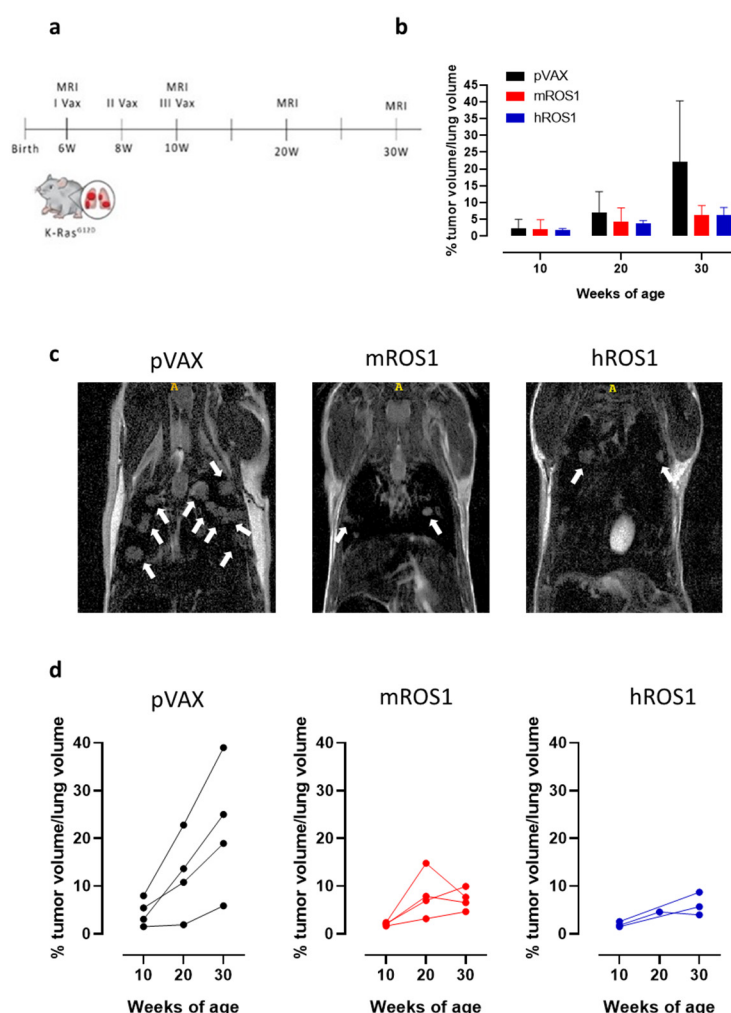 a
MRI
I Vax
II Vax
MRI
III Vax
MRI
MRI
Birth
6W
8W
10W
20W
30W
K-Ras^G12D
b
pVAX
mROS1
hROS1
% tumor volume/lung volume
45
40
35
30
25
20
15
10
5
0
10
20
30
Weeks of age
c
pVAX
mROS1
hROS1
A
A
A
d
pVAX
mROS1
hROS1
% tumor volume/lung volume
40
30
20
10
0
10 20 30
Weeks of age
% tumor volume/lung volume
40
30
20
10
0
10 20 30
Weeks of age
% tumor volume/lung volume
40
30
20
10
0
10 20 30
Weeks of age